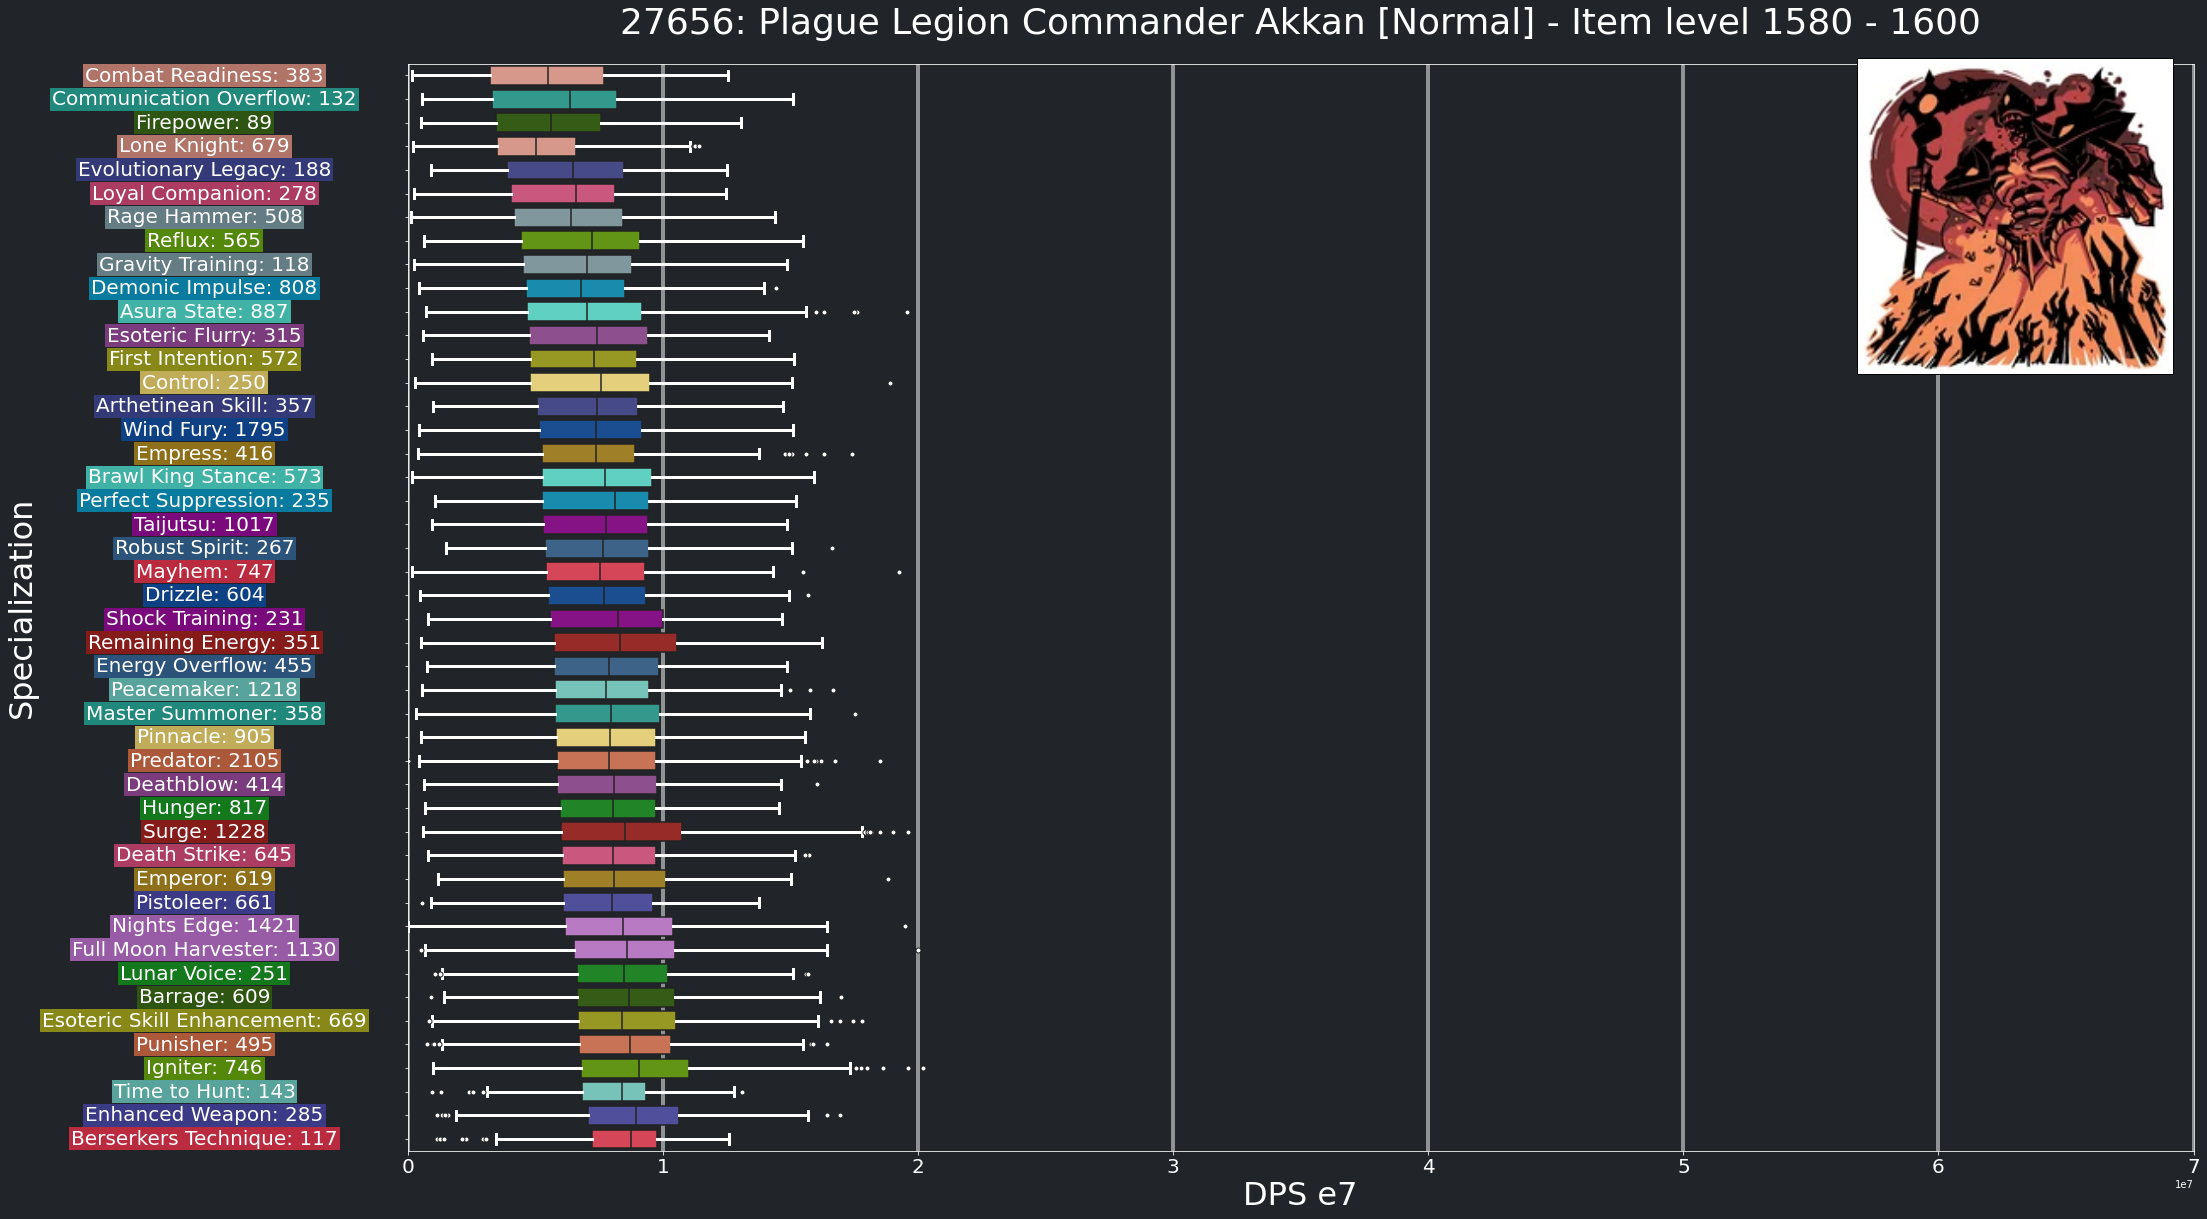 27656: Plague Legion Commander Akkan [Normal] - Item level 1580 - 1600
Specialization
Combat Readiness: 383
Communication Overflow: 132
Firepower: 89
Lone Knight: 679
Evolutionary Legacy: 188
Loyal Companion: 278
Rage Hammer: 508
Reflux: 565
Gravity Training: 118
Demonic Impulse: 808
Asura State: 887
Esoteric Flurry: 315
First Intention: 572
Control: 250
Arthetinean Skill: 357
Wind Fury: 1795
Empress: 416
Brawl King Stance: 573
Perfect Suppression: 235
Taijutsu: 1017
Robust Spirit: 267
Mayhem: 747
Drizzle: 604
Shock Training: 231
Remaining Energy: 351
Energy Overflow: 455
Peacemaker: 1218
Master Summoner: 358
Pinnacle: 905
Predator: 2105
Deathblow: 414
Hunger: 817
Surge: 1228
Death Strike: 645
Emperor: 619
Pistoleer: 661
Nights Edge: 1421
Full Moon Harvester: 1130
Lunar Voice: 251
Barrage: 609
Esoteric Skill Enhancement: 669
Punisher: 495
Igniter: 746
Time to Hunt: 143
Enhanced Weapon: 285
Berserkers Technique: 117
0 1 2 3 4 5 6 7
1e7
DPS e7